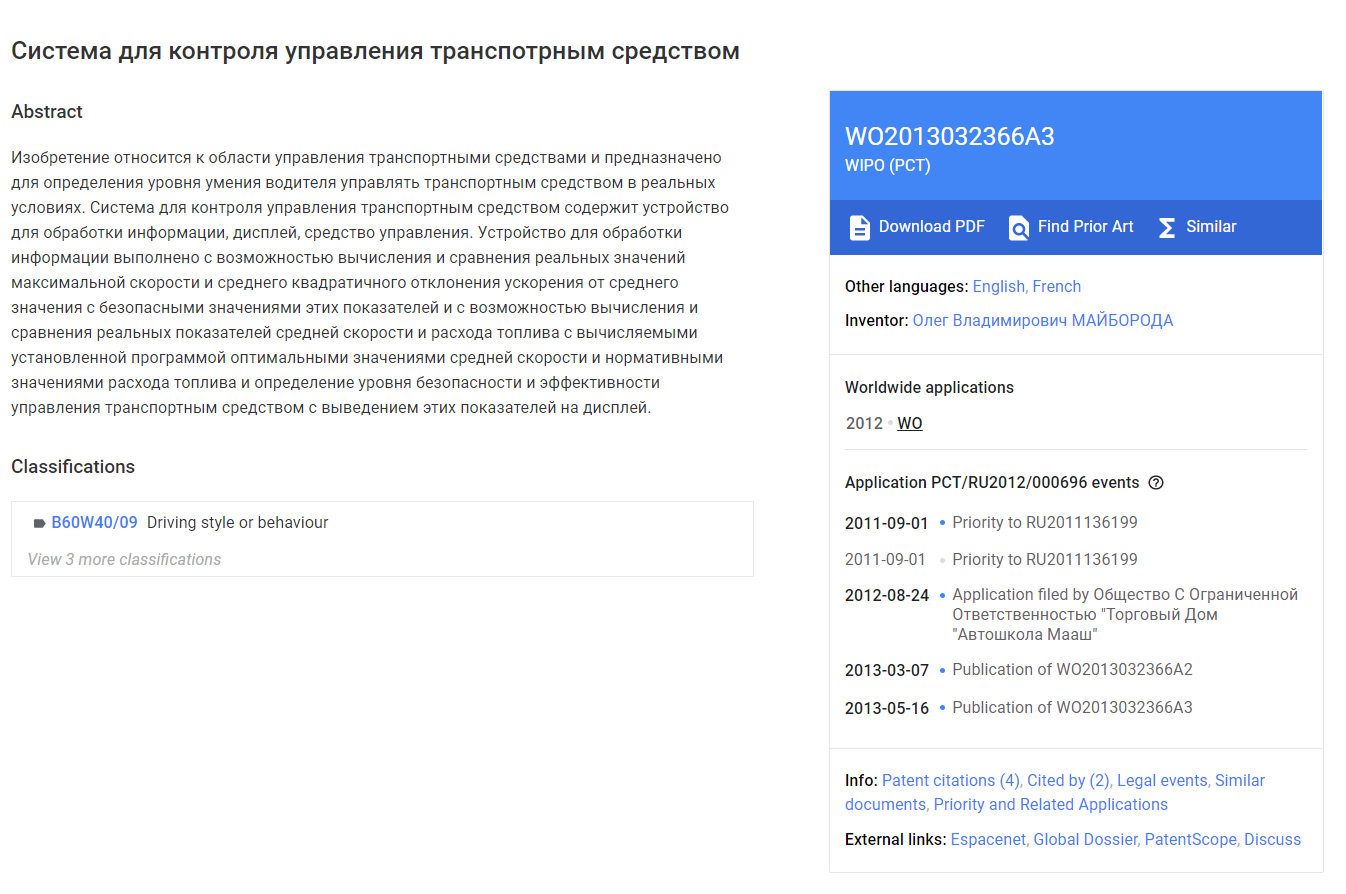 Система для контроля управления транспотрным средством
Abstract
Изобретение относится к области управления транспортными средствами и предназначено
для определения уровня умения водителя управлять транспортным средством в реальных
условиях. Система для контроля управления транспортным средством содержит устройство
для обработки информации, дисплей, средство управления. Устройство для обработки
информации выполнено с возможностью вычисления и сравнения реальных значений
максимальной скорости и среднего квадратичного отклонения ускорения от среднего
значения с безопасными значениями этих показателей и с возможностью вычисления и
сравнения реальных показателей средней скорости и расхода топлива с вычисляемыми
установленной программой оптимальными значениями средней скорости и нормативными
значениями расхода топлива и определение уровня безопасности и эффективности
управления транспортным средством с выведением этих показателей на дисплей.
Classifications
B60W40/09 Driving style or behaviour
View 3 more classifications
WO2013032366A3
WIPO (PCT)
Download PDF Find Prior Art Similar
Other languages: English, French
Inventor: Олег Владимирович МАЙБОРОДА
Worldwide applications
2012 • WO
Application PCT/RU2012/000696 events
2011-09-01 • Priority to RU2011136199
2011-09-01 • Priority to RU2011136199
2012-08-24 • Application filed by Общество С Ограниченной
Ответственностью "Торговый Дом
"Автошкола Мааш"
2013-03-07 • Publication of WO2013032366A2
2013-05-16 • Publication of WO2013032366A3
Info: Patent citations (4), Cited by (2), Legal events, Similar
documents, Priority and Related Applications
External links: Espacenet, Global Dossier, PatentScope, Discuss